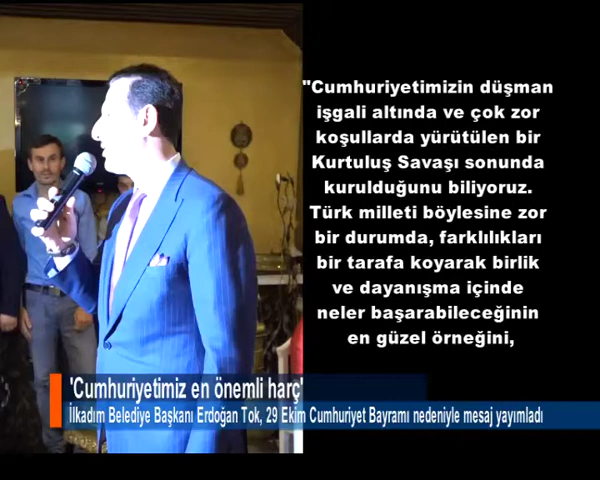 "Cumhuriyetimizin düşman
işgali altında ve çok zor
koşullarda yürütülen bir
Kurtuluş Savaşı sonunda
kurulduğunu biliyoruz.
Türk milleti böylesine zor
bir durumda, farklılıkları
bir tarafa koyarak birlik
ve dayanışma içinde
neler başarabileceğinin
en güzel örneğini,
'Cumhuriyetimiz en önemli harç'
İlkadım Belediye Başkanı Erdoğan Tok, 29 Ekim Cumhuriyet Bayramı nedeniyle mesaj yayımladı